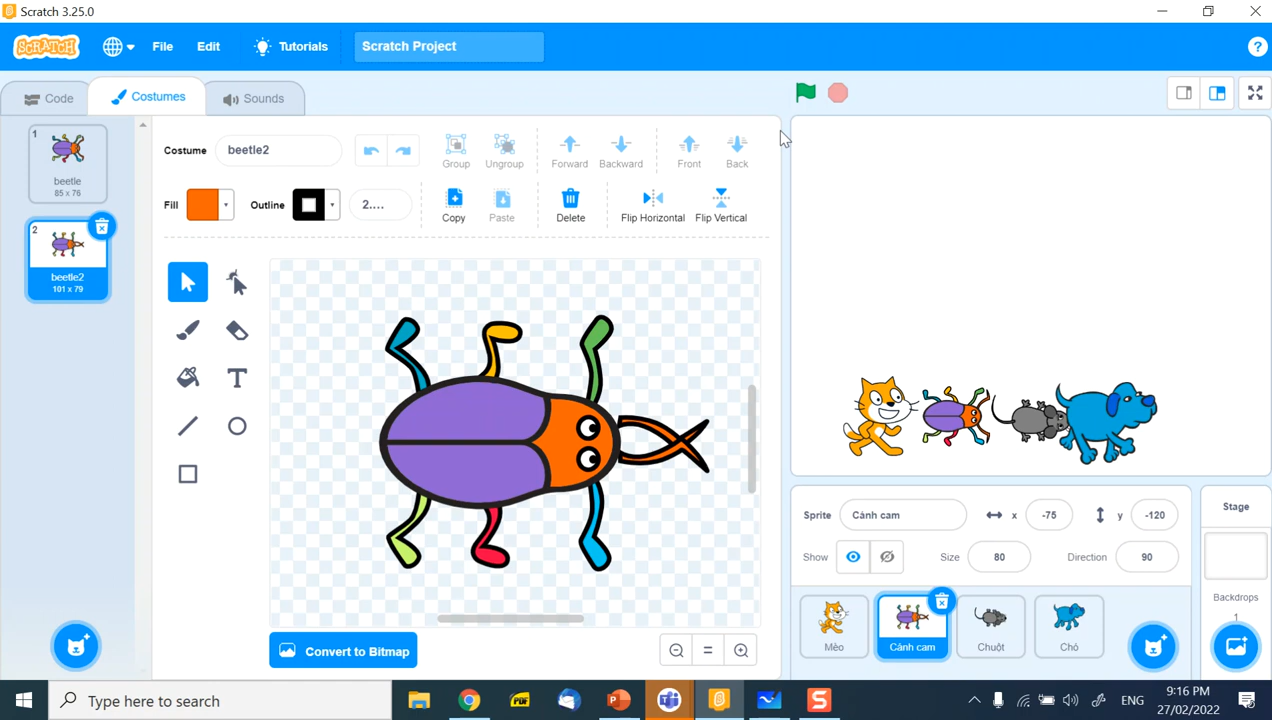 Scratch 3.25.0
SCRATCH File Edit Tutorials Scratch Project ?
Code Costumes Sounds
1
beetle
85 x 76
2
beetle2
101 x 79
Costume beetle2 Group Ungroup Forward Backward Front Back
Fill Outline 2.... Copy Paste Delete Flip Horizontal Flip Vertical
T
Convert to Bitmap
=
Sprite Cánh cam x -75 y -120
Show Size 80 Direction 90
Mèo Cánh cam Chuột Chó
Stage
Backdrops
1
Type here to search
PDF
S
ENG
9:16 PM
27/02/2022
3